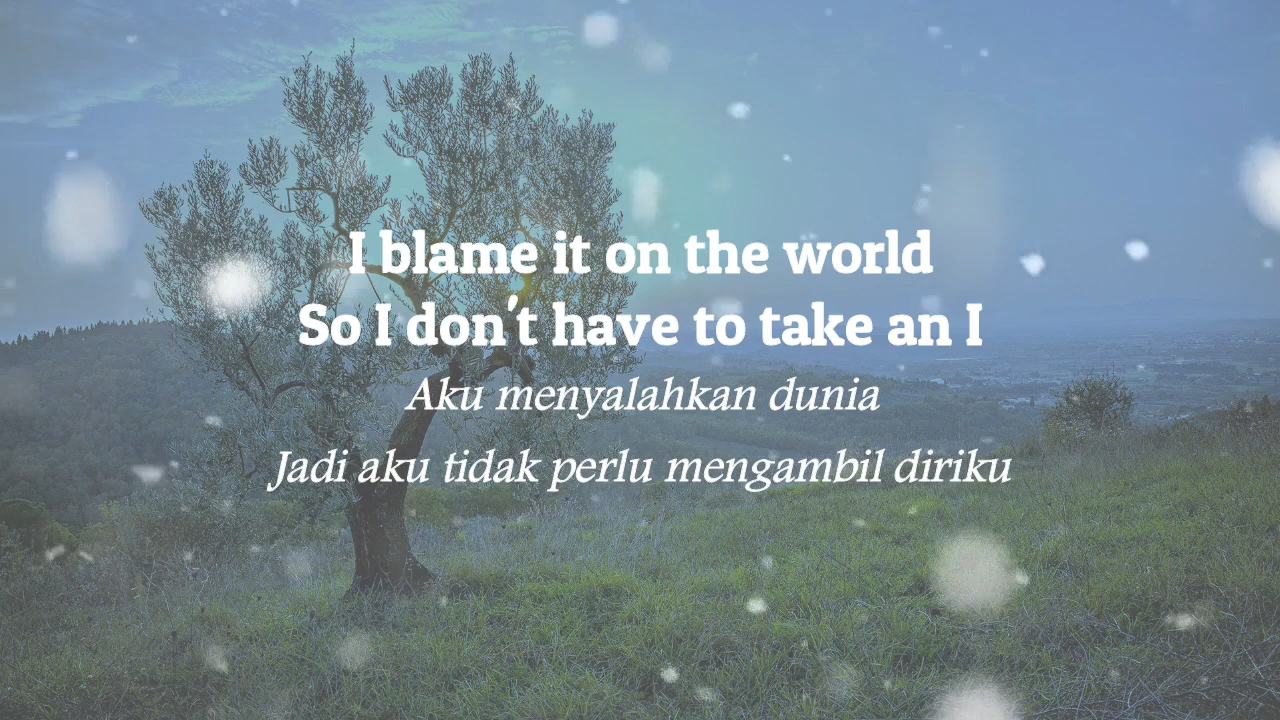 I blame it on the world
So I don't have to take an I
Aku menyalahkan dunia
Jadi aku tidak perlu mengambil diriku